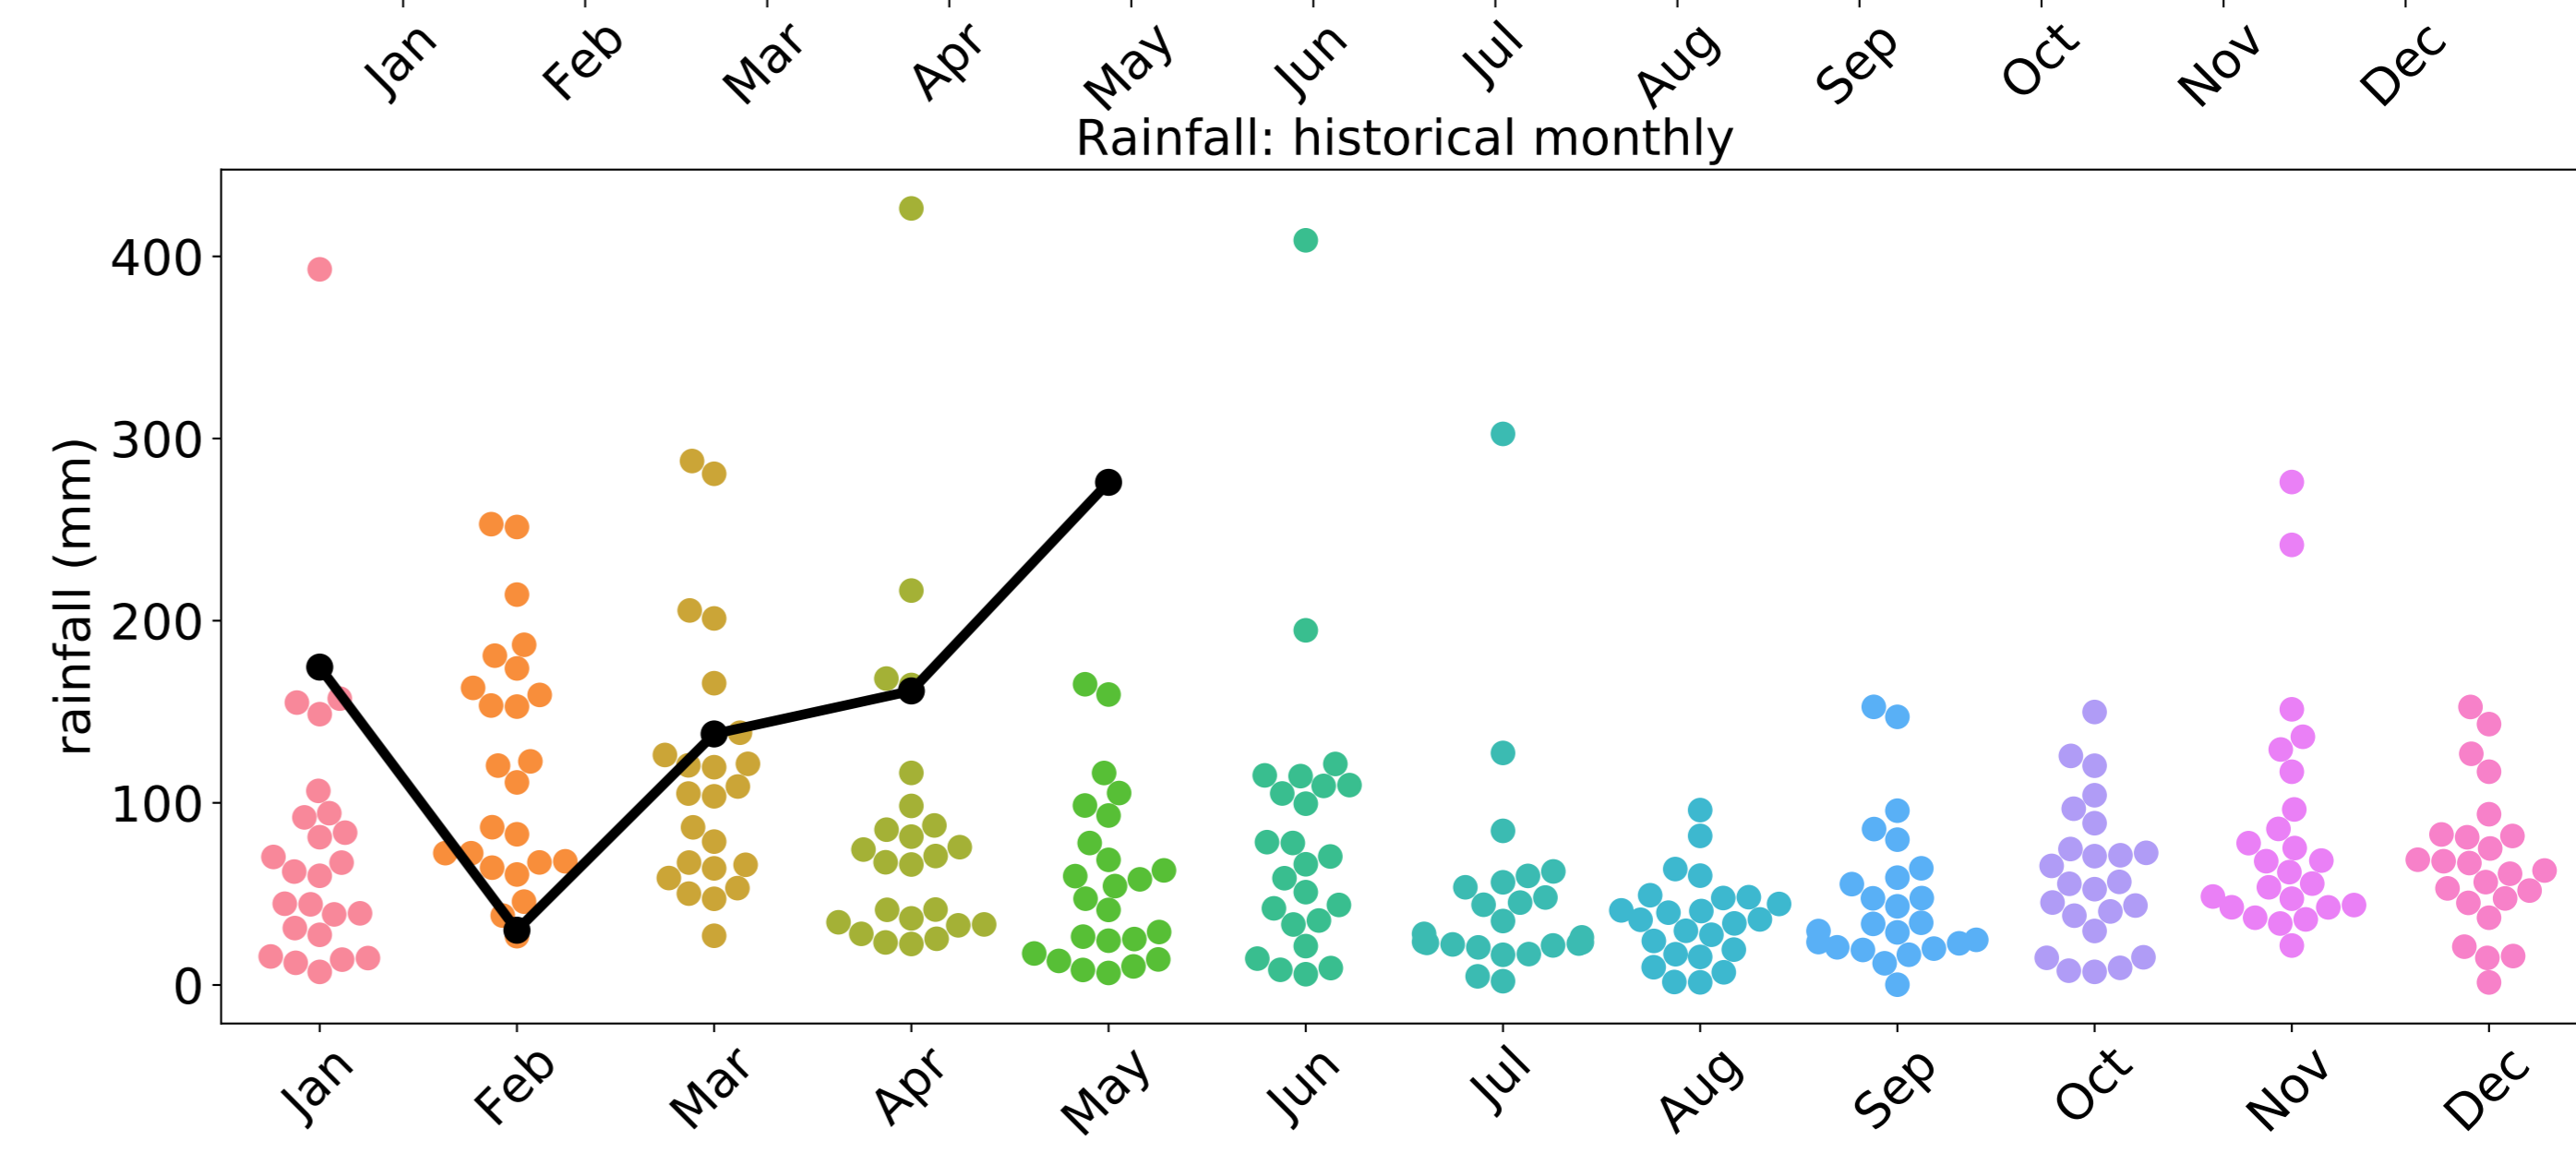 Jan Feb Mar Apr May Jun Jul Aug Sep Oct Nov Dec
Rainfall: historical monthly
rainfall (mm)
400
300
200
100
0
Jan Feb Mar Apr May Jun Jul Aug Sep Oct Nov Dec